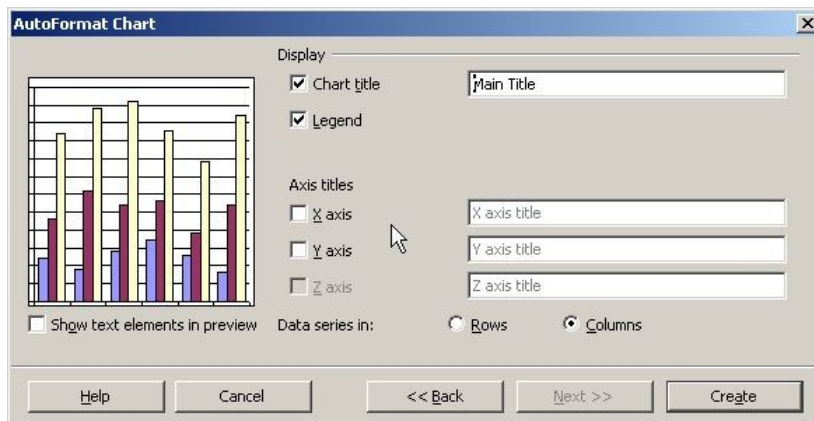 AutoFormat Chart
Display
Chart title
Main Title
Legend
Axis titles
X axis
X axis title
Y axis
Y axis title
Z axis
Z axis title
Show text elements in preview
Data series in:
Rows
Columns
Help
Cancel
<< Back
Next >>
Create